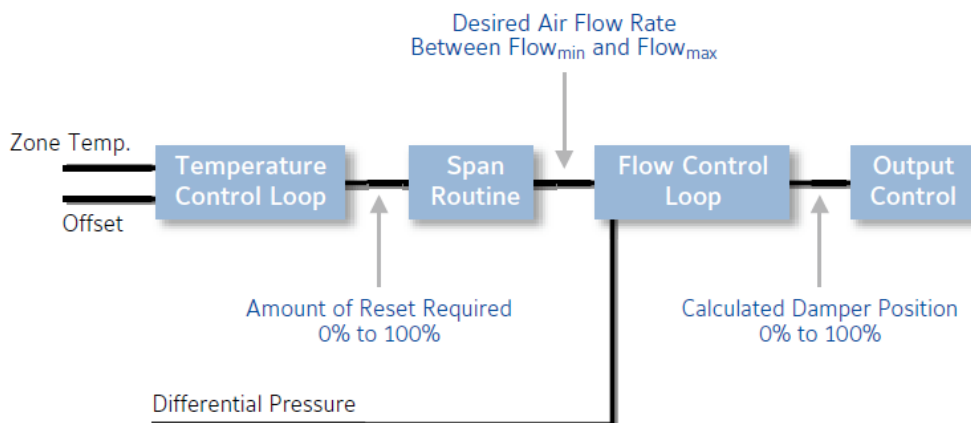 Desired Air Flow Rate
Between Flowmin and Flowmax
Zone Temp.
Offset
Temperature
Control Loop
Span
Routine
Flow Control
Loop
Output
Control
Amount of Reset Required
0% to 100%
Calculated Damper Position
0% to 100%
Differential Pressure